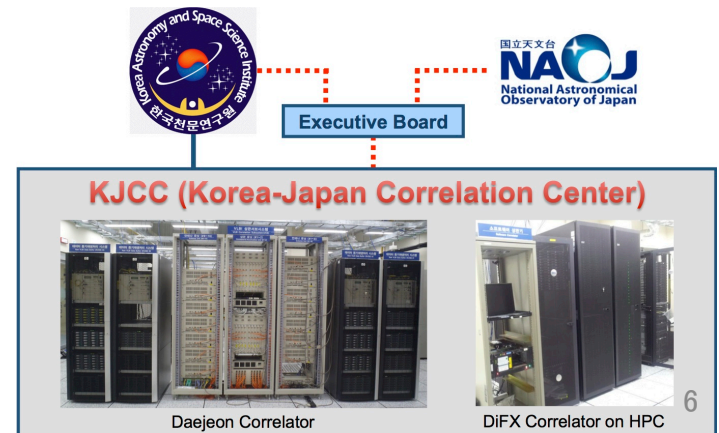 Korea Astronomy and Space Science Institute
한국천문연구원
国立天文台
NAOJ
National Astronomical
Observatory of Japan
Executive Board
KJCC (Korea-Japan Correlation Center)
Daejeon Correlator
DiFX Correlator on HPC
6